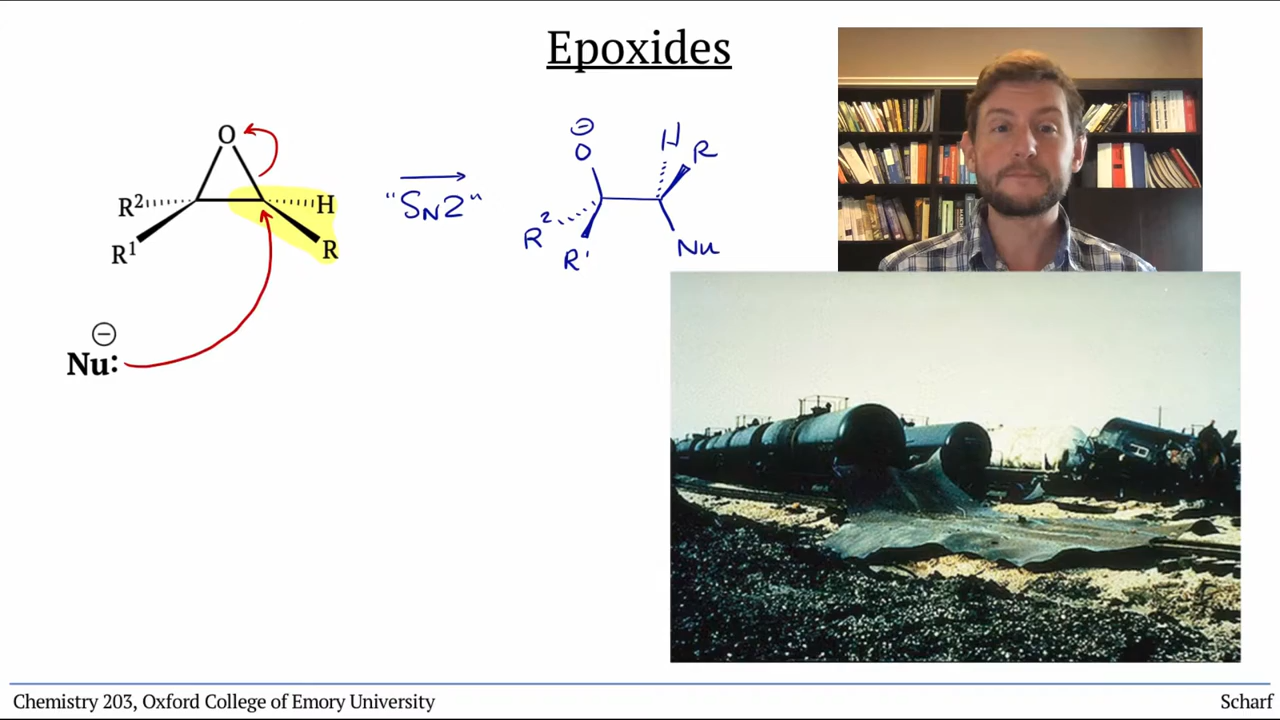 Epoxides
O
R² H
R¹ R
⊖
Nu:
"SN2"
⊖
O H R
R² R'
Nu
Chemistry 203, Oxford College of Emory University
Scharf